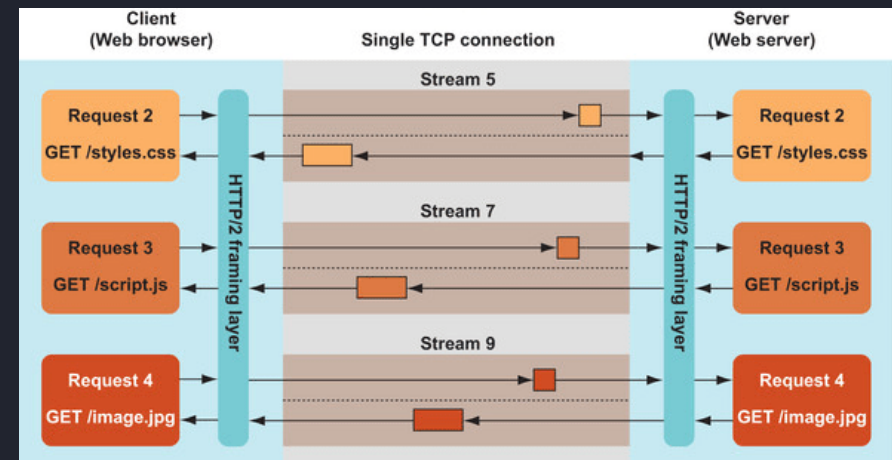 Client
(Web browser)
Single TCP connection
Server
(Web server)
Stream 5
Request 2
GET /styles.css
Request 2
GET /styles.css
HTTP/2 framing layer
HTTP/2 framing layer
Stream 7
Request 3
GET /script.js
Request 3
GET /script.js
Stream 9
Request 4
GET /image.jpg
Request 4
GET /image.jpg